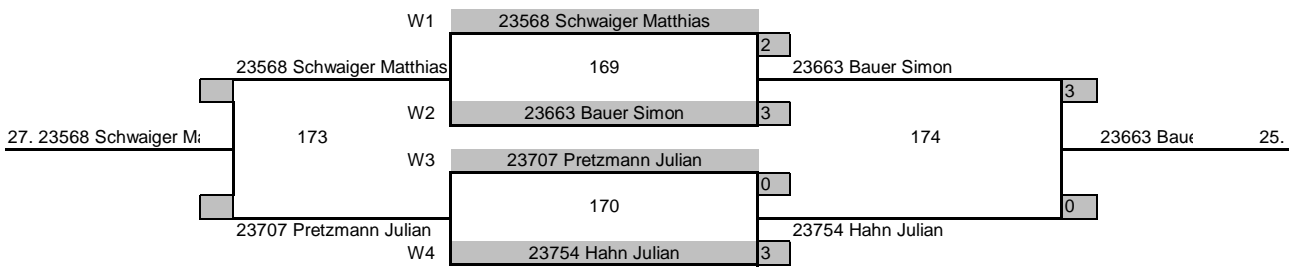 W1 23568 Schwaiger Matthias
2
23568 Schwaiger Matthias 169 23663 Bauer Simon
3
W2 23663 Bauer Simon 3
27. 23568 Schwaiger Ma 173 174 23663 Baue 25.
W3 23707 Pretzmann Julian
0
170 0
23707 Pretzmann Julian 23754 Hahn Julian
W4 23754 Hahn Julian 3